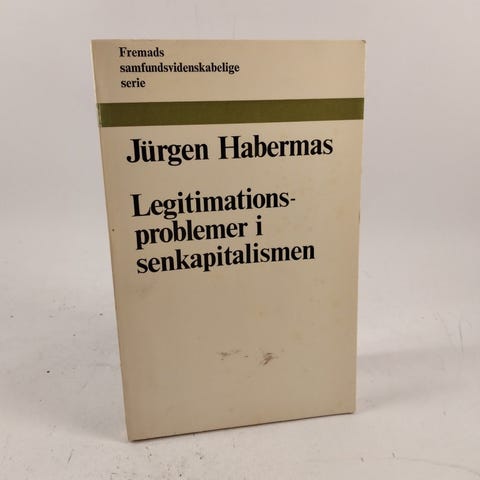 Fremads
samfundsvidenskabelige
serie
Jürgen Habermas
Legitimations-
problemer i
senkapitalismen